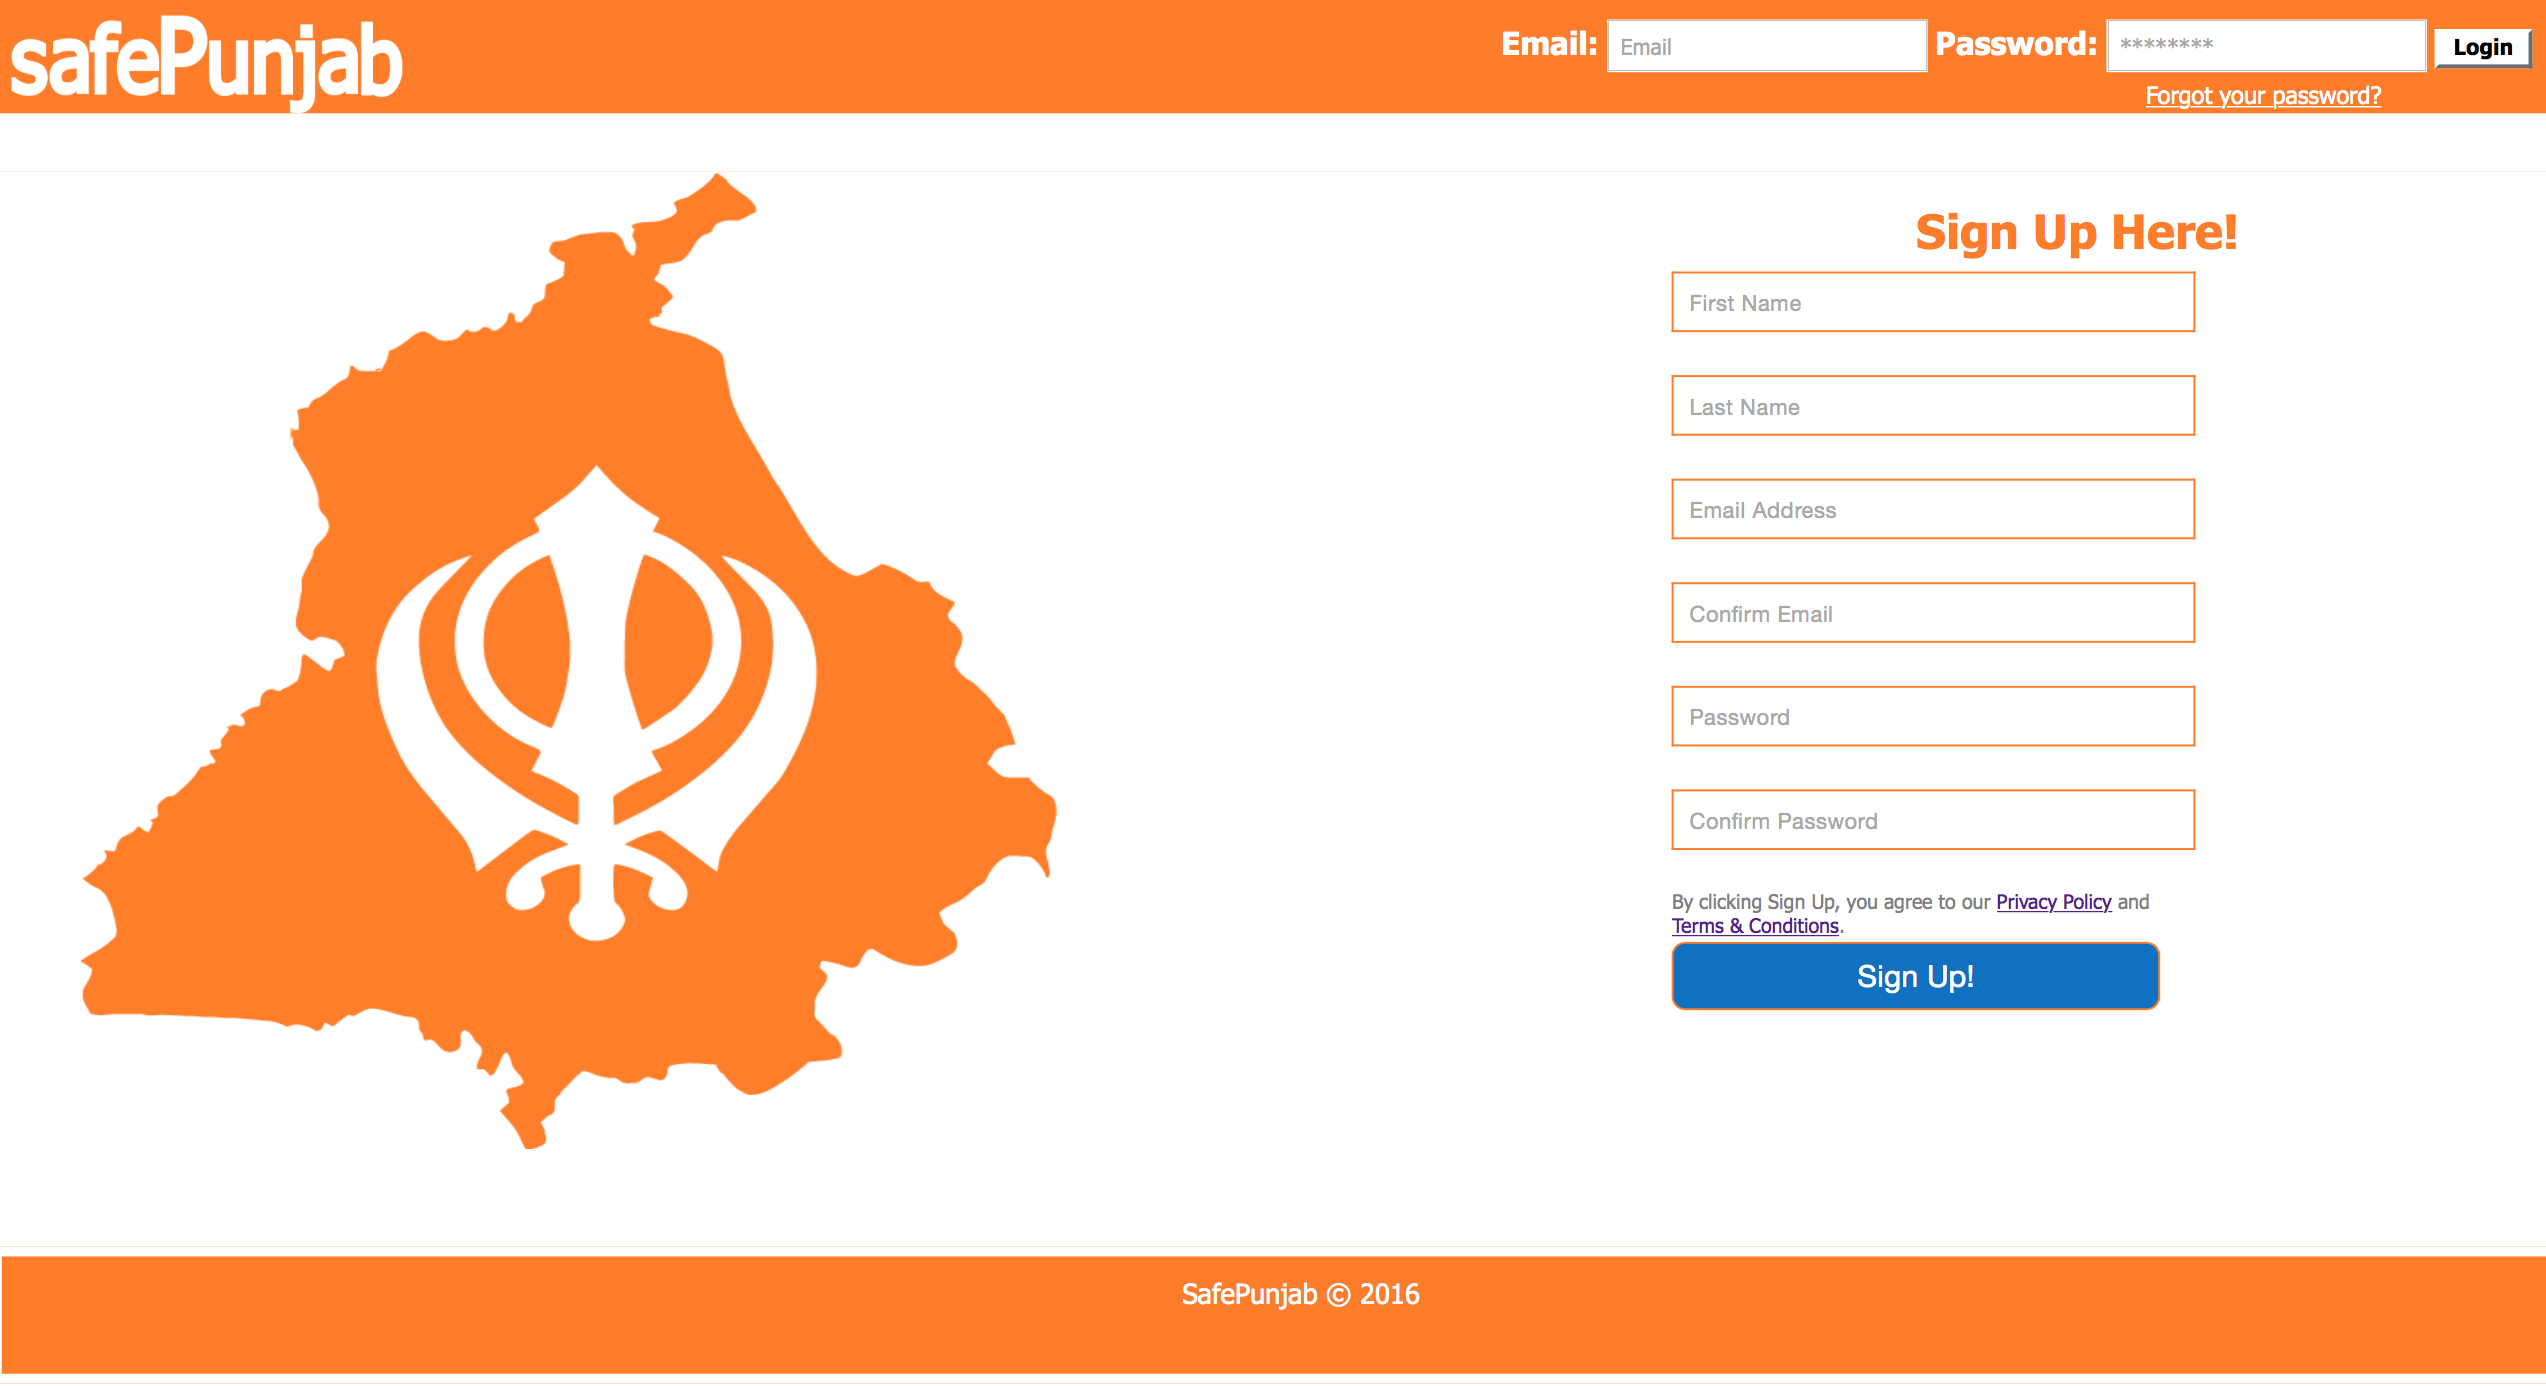 safePunjab
Email: Email Password: ******** Login
Forgot your password?
Sign Up Here!
First Name
Last Name
Email Address
Confirm Email
Password
Confirm Password
By clicking Sign Up, you agree to our Privacy Policy and
Terms & Conditions.
Sign Up!
SafePunjab © 2016